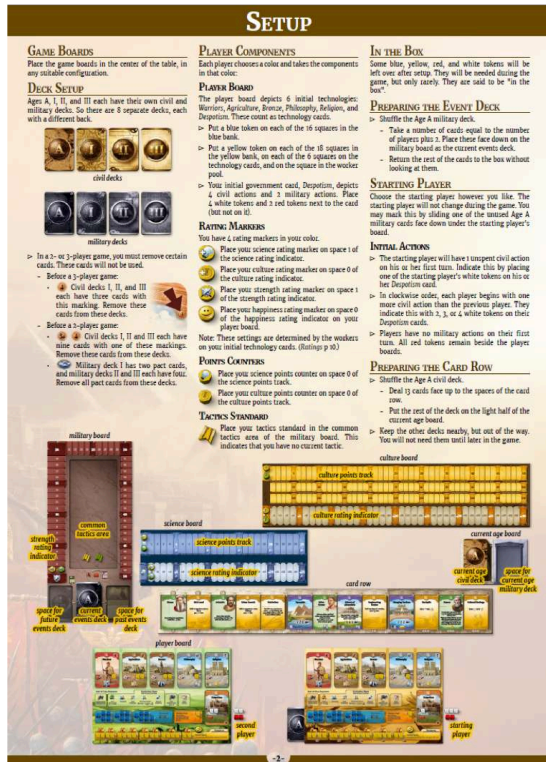 SETUP
GAME BOARDS
Place the game boards in the center of the table, in
any suitable configuration.
DECK SETUP
Ages A, I, II, and III each have their own civil and
military decks. So there are 8 separate decks, each
with a different back.
A
I
II
III
civil decks
A
I
II
III
military decks
▷ In a 2- or 3-player game, you must remove certain
cards. These cards will not be used.
- Before a 3-player game:
· Civil decks I, II, and III
each have three cards with
this marking. Remove these
cards from these decks.
- Before a 2-player game:
· Civil decks I, II and III each have
nine cards with one of these markings.
Remove these cards from these decks.
· Military deck I has two pact cards,
and military decks II and III each have four.
Remove all pact cards from these decks.
PLAYER COMPONENTS
Each player chooses a color and takes the components
in that color:
PLAYER BOARD
The player board depicts 6 initial technologies:
Warriors, Agriculture, Bronze, Philosophy, Religion, and
Despotism. These count as technology cards.
▷ Put a blue token on each of the 16 squares in the
blue bank.
▷ Put a yellow token on each of the 18 squares in
the yellow bank, on each of the 6 squares on the
technology cards, and on the square in the worker
pool.
▷ Your initial government card, Despotism, depicts
4 civil actions and 2 military actions. Place
4 white tokens and 2 red tokens next to the card
(but not on it).
RATING MARKERS
You have 4 rating markers in your color.
Place your science rating marker on space 1 of
the science rating indicator.
Place your culture rating marker on space 0 of
the culture rating indicator.
Place your strength rating marker on space 1
of the strength rating indicator.
Place your happiness rating marker on space 0
of the happiness rating indicator on your
player board.
Note: These settings are determined by the workers
on your initial technology cards. (Ratings p 10.)
POINTS COUNTERS
Place your science points counter on space 0 of
the science points track.
Place your culture points counter on space 0 of
the culture points track.
TACTICS STANDARD
Place your tactics standard in the common
tactics area of the military board. This
indicates that you have no current tactic.
IN THE BOX
Some blue, yellow, red, and white tokens will be
left over after setup. They will be needed during the
game, but only rarely. They are said to be "in the
box".
PREPARING THE EVENT DECK
▷ Shuffle the Age A military deck.
- Take a number of cards equal to the number
of players plus 2. Place these face down on the
military board as the current events deck.
- Return the rest of the cards to the box without
looking at them.
STARTING PLAYER
Choose the starting player however you like. The
starting player will not change during the game. You
may mark this by sliding one of the unused Age A
military cards face down under the starting player's
board.
INITIAL ACTIONS
▷ The starting player will have 1 unspent civil action
on his or her first turn. Indicate this by placing
one of the starting player's white tokens on his or
her Despotism card.
▷ In clockwise order, each player begins with one
more civil action than the previous player. They
indicate this with 2, 3, or 4 white tokens on their
Despotism cards.
▷ Players have no military actions on their first
turn. All red tokens remain beside the player
boards.
PREPARING THE CARD ROW
▷ Shuffle the Age A civil deck.
- Deal 13 cards face up to the spaces of the card
row.
- Put the rest of the deck on the light half of the
current age board.
▷ Keep the other decks nearby, but out of the way.
You will not need them until later in the game.
military board
common
tactics area
strength
rating
indicator
space for
future
events deck
current
events deck
space for
past events
deck
culture board
culture points track
culture rating indicator
science board
science points track
science rating indicator
current age board
current age
civil deck
space for
current age
military deck
card row
player board
second
player
starting
player
-2-